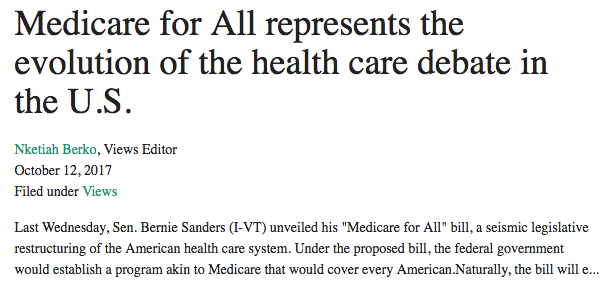 Medicare for All represents the
evolution of the health care debate in
the U.S.
Nketiah Berko, Views Editor
October 12, 2017
Filed under Views
Last Wednesday, Sen. Bernie Sanders (I-VT) unveiled his "Medicare for All" bill, a seismic legislative
restructuring of the American health care system. Under the proposed bill, the federal government
would establish a program akin to Medicare that would cover every American.Naturally, the bill will e...